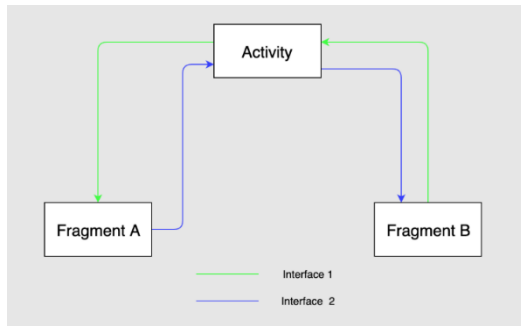 Activity
Fragment A
Fragment B
Interface 1
Interface 2